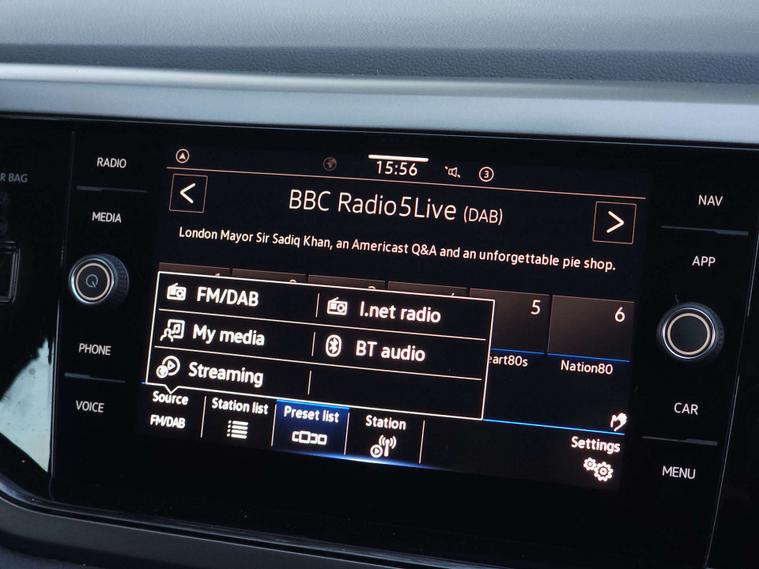 RADIO
MEDIA
PHONE
VOICE
15:56
3
BBC Radio5Live (DAB)
London Mayor Sir Sadiq Khan, an Americast Q&A and an unforgettable pie shop.
5
6
Nation80
FM/DAB
I.net radio
My media
BT audio
Streaming
Source
FM/DAB
Station list
Preset list
Station
Settings
NAV
APP
CAR
MENU